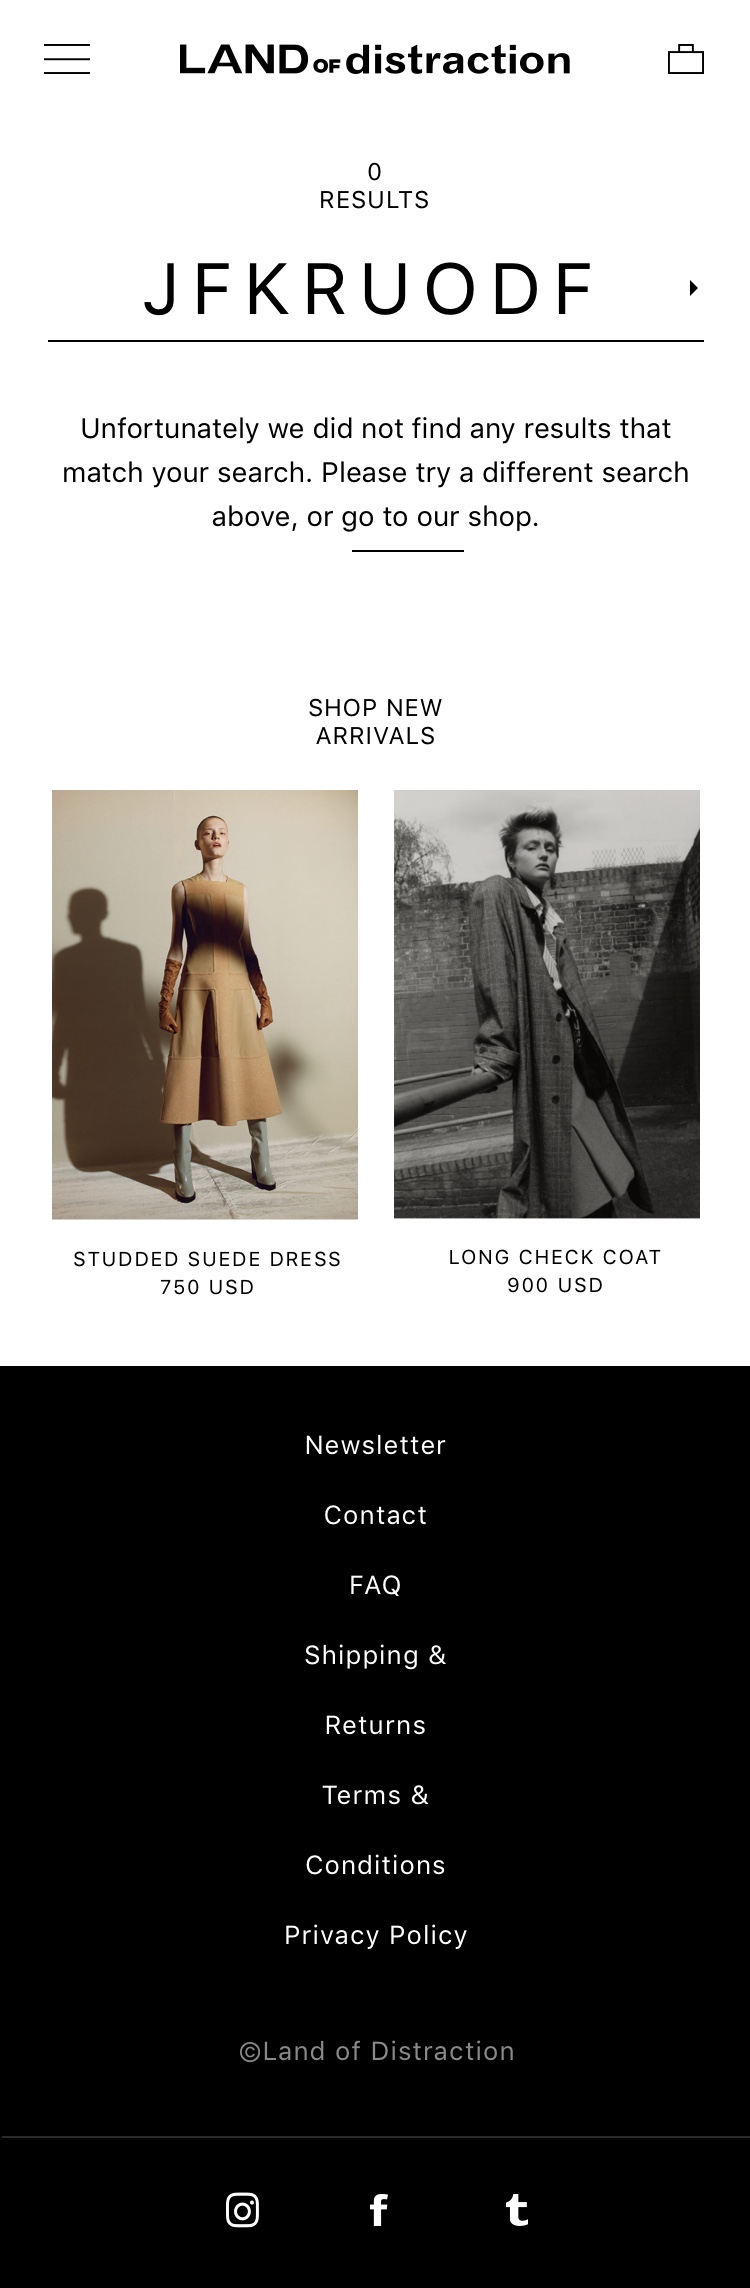 LAND OF distraction
0
RESULTS
JFKRUODF
Unfortunately we did not find any results that
match your search. Please try a different search
above, or go to our shop.
SHOP NEW
ARRIVALS
STUDDED SUEDE DRESS
750 USD
LONG CHECK COAT
900 USD
Newsletter
Contact
FAQ
Shipping &
Returns
Terms &
Conditions
Privacy Policy
©Land of Distraction